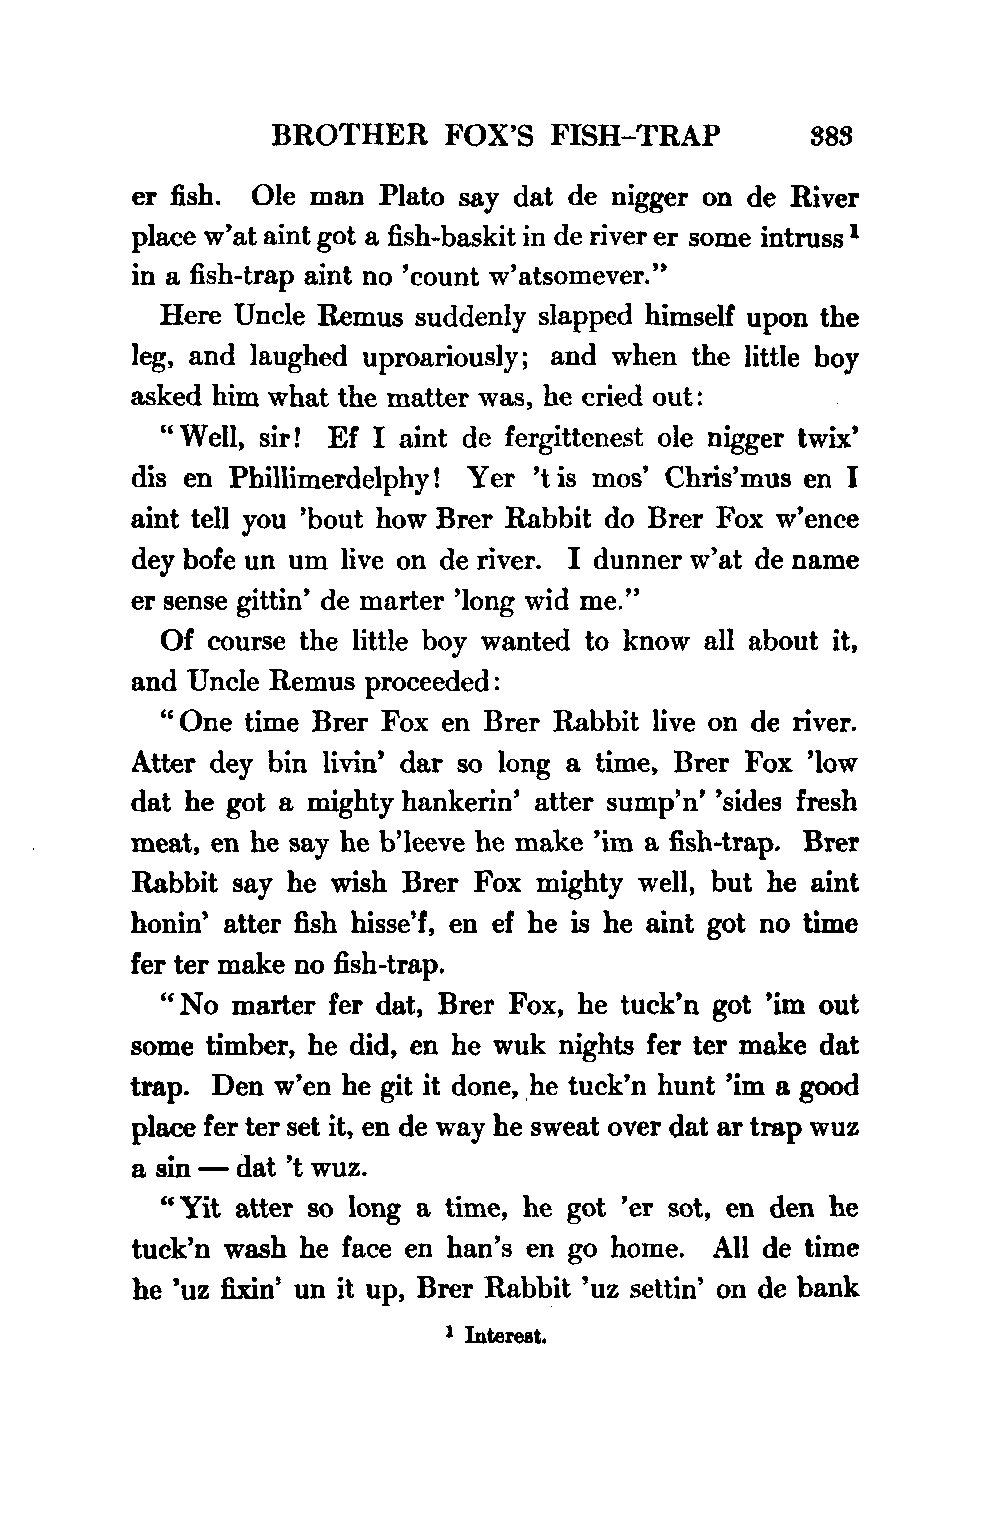 BROTHER FOX'S FISH-TRAP 383
er fish. Ole man Plato say dat de nigger on de River
place w'at aint got a fish-baskit in de river er some intruss¹
in a fish-trap aint no 'count w'atsomever."
Here Uncle Remus suddenly slapped himself upon the
leg, and laughed uproariously; and when the little boy
asked him what the matter was, he cried out:
"Well, sir! Ef I aint de fergittenest ole nigger twix'
dis en Phillimerdelphy! Yer 't is mos' Chris'mus en I
aint tell you 'bout how Brer Rabbit do Brer Fox w'ence
dey bofe un um live on de river. I dunner w'at de name
er sense gittin' de marter 'long wid me."
Of course the little boy wanted to know all about it,
and Uncle Remus proceeded:
"One time Brer Fox en Brer Rabbit live on de river.
Atter dey bin livin' dar so long a time, Brer Fox 'low
dat he got a mighty hankerin' atter sump'n' 'sides fresh
meat, en he say he b'leeve he make 'im a fish-trap. Brer
Rabbit say he wish Brer Fox mighty well, but he aint
honin' atter fish hisse'f, en ef he is he aint got no time
fer ter make no fish-trap.
"No marter fer dat, Brer Fox, he tuck'n got 'im out
some timber, he did, en he wuk nights fer ter make dat
trap. Den w'en he git it done, he tuck'n hunt 'im a good
place fer ter set it, en de way he sweat over dat ar trap wuz
a sin — dat 't wuz.
"Yit atter so long a time, he got 'er sot, en den he
tuck'n wash he face en han's en go home. All de time
he 'uz fixin' un it up, Brer Rabbit 'uz settin' on de bank
¹ Interest.